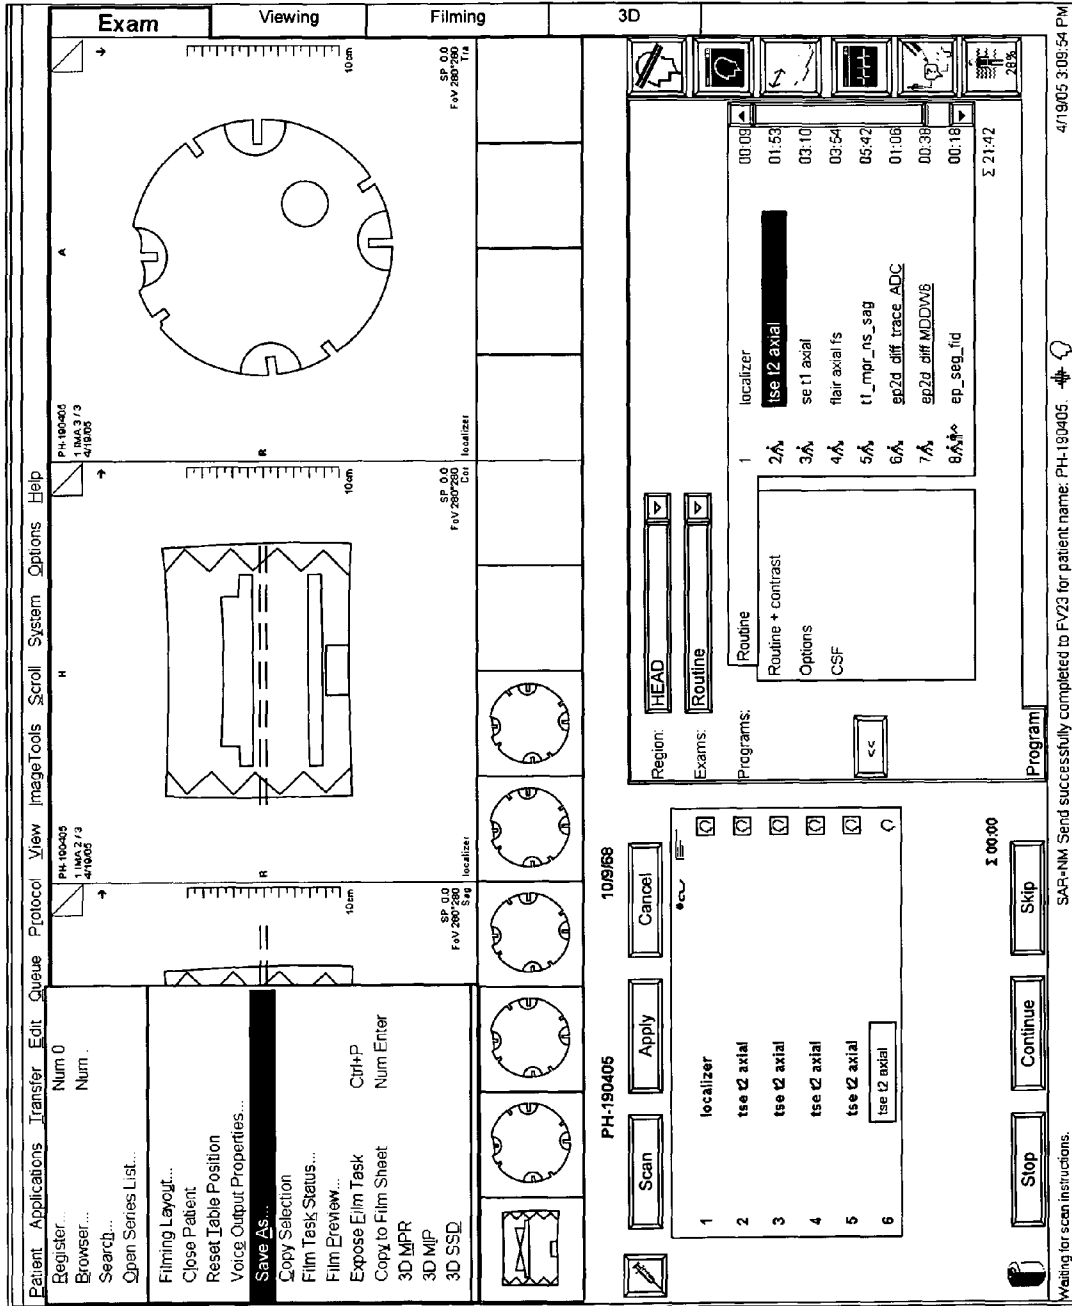 Patient Applications Transfer Edit Queue Protocol View ImageTools Scroll System Options Help
Exam
Viewing
Filming
3D
Register... Num 0
Browser... Num .
Search...
Open Series List...
Filming Layout...
Close Patient
Reset Table Position
Voice Output Properties...
Save As...
Copy Selection
Film Task Status...
Film Preview...
Expose Film Task Ctrl+P
Copy to Film Sheet Num Enter
3D MPR
3D MIP
3D SSD
10cm
SP 0.0
FoV 280*280
Sag
PH-190405
1 IMA 2 / 3
4/19/05
H
R
10cm
localizer
SP 0.0
FoV 280*280
Cor
PH-190405
1 IMA 3 / 3
4/19/05
A
R
10cm
localizer
SP 0.0
FoV 280*280
Tra
PH-190405
10/9/68
Scan
Apply
Cancel
1 localizer
2 tse t2 axial
3 tse t2 axial
4 tse t2 axial
5 tse t2 axial
6 tse t2 axial
Σ 00:00
Stop
Continue
Skip
Region: HEAD
Exams: Routine
Programs:
Routine
Routine + contrast
Options
CSF
<<
1 localizer 00:09
2 tse t2 axial 01:53
3 se t1 axial 03:10
4 flair axial fs 03:54
5 t1_mpr_ns_sag 05:42
6 ep2d_diff_trace_ADC 01:06
7 ep2d_diff MDDW6 00:38
8 ep_seg_fid 00:18
Σ 21:42
Program
28%
Waiting for scan instructions.
SAR=NM Send successfully completed to FV23 for patient name: PH-190405.
4/19/05 3:09:54 PM